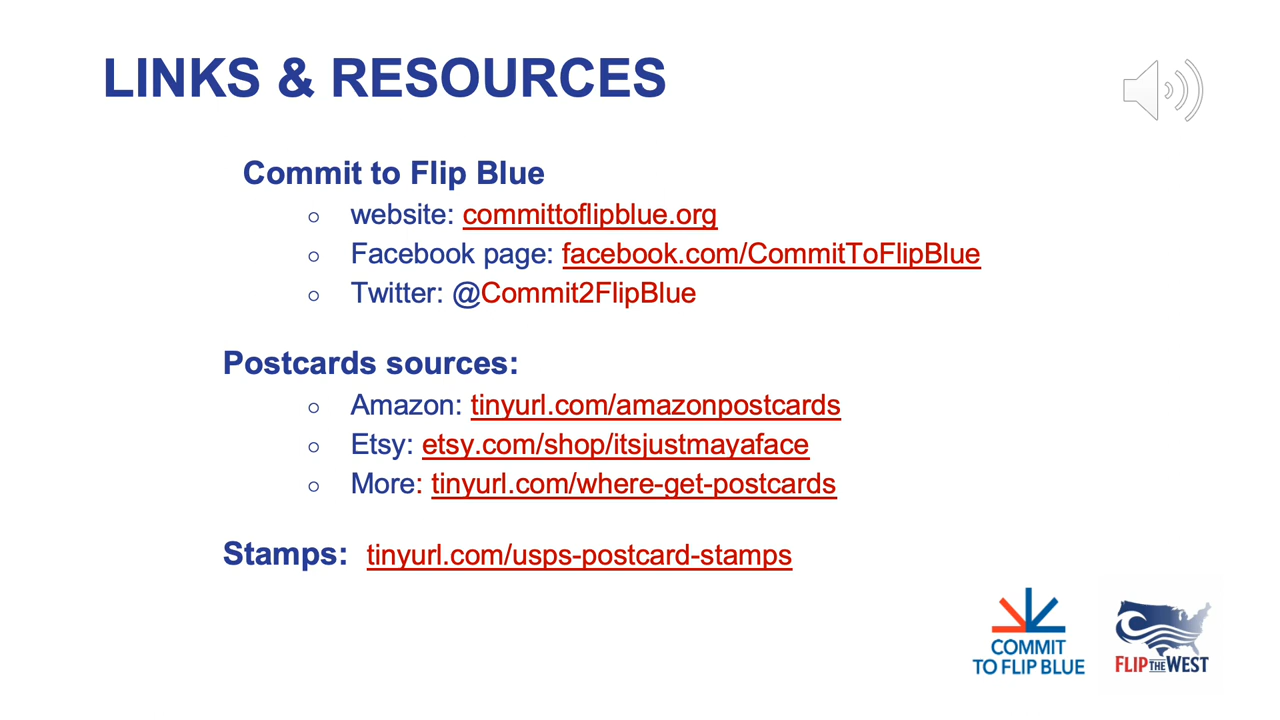 LINKS & RESOURCES
Commit to Flip Blue
website: committoflipblue.org
Facebook page: facebook.com/CommitToFlipBlue
Twitter: @Commit2FlipBlue
Postcards sources:
Amazon: tinyurl.com/amazonpostcards
Etsy: etsy.com/shop/itsjustmayaface
More: tinyurl.com/where-get-postcards
Stamps: tinyurl.com/usps-postcard-stamps
COMMIT
TO FLIP BLUE
FLIP THE WEST